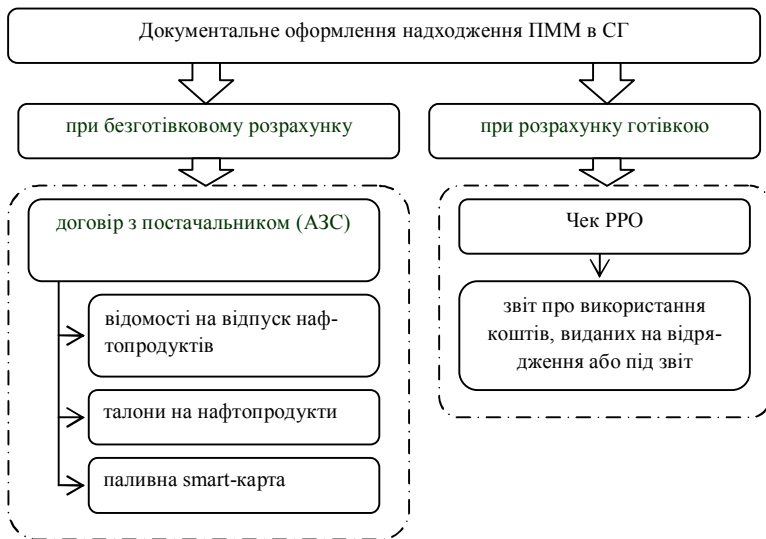 Документальне оформлення надходження ПММ в СГ
при безготівковому розрахунку
при розрахунку готівкою
договір з постачальником (АЗС)
відомості на відпуск наф-
топродуктів
талони на нафтопродукти
паливна smart-карта
Чек РРО
звіт про використання
коштів, виданих на відря-
дження або під звіт